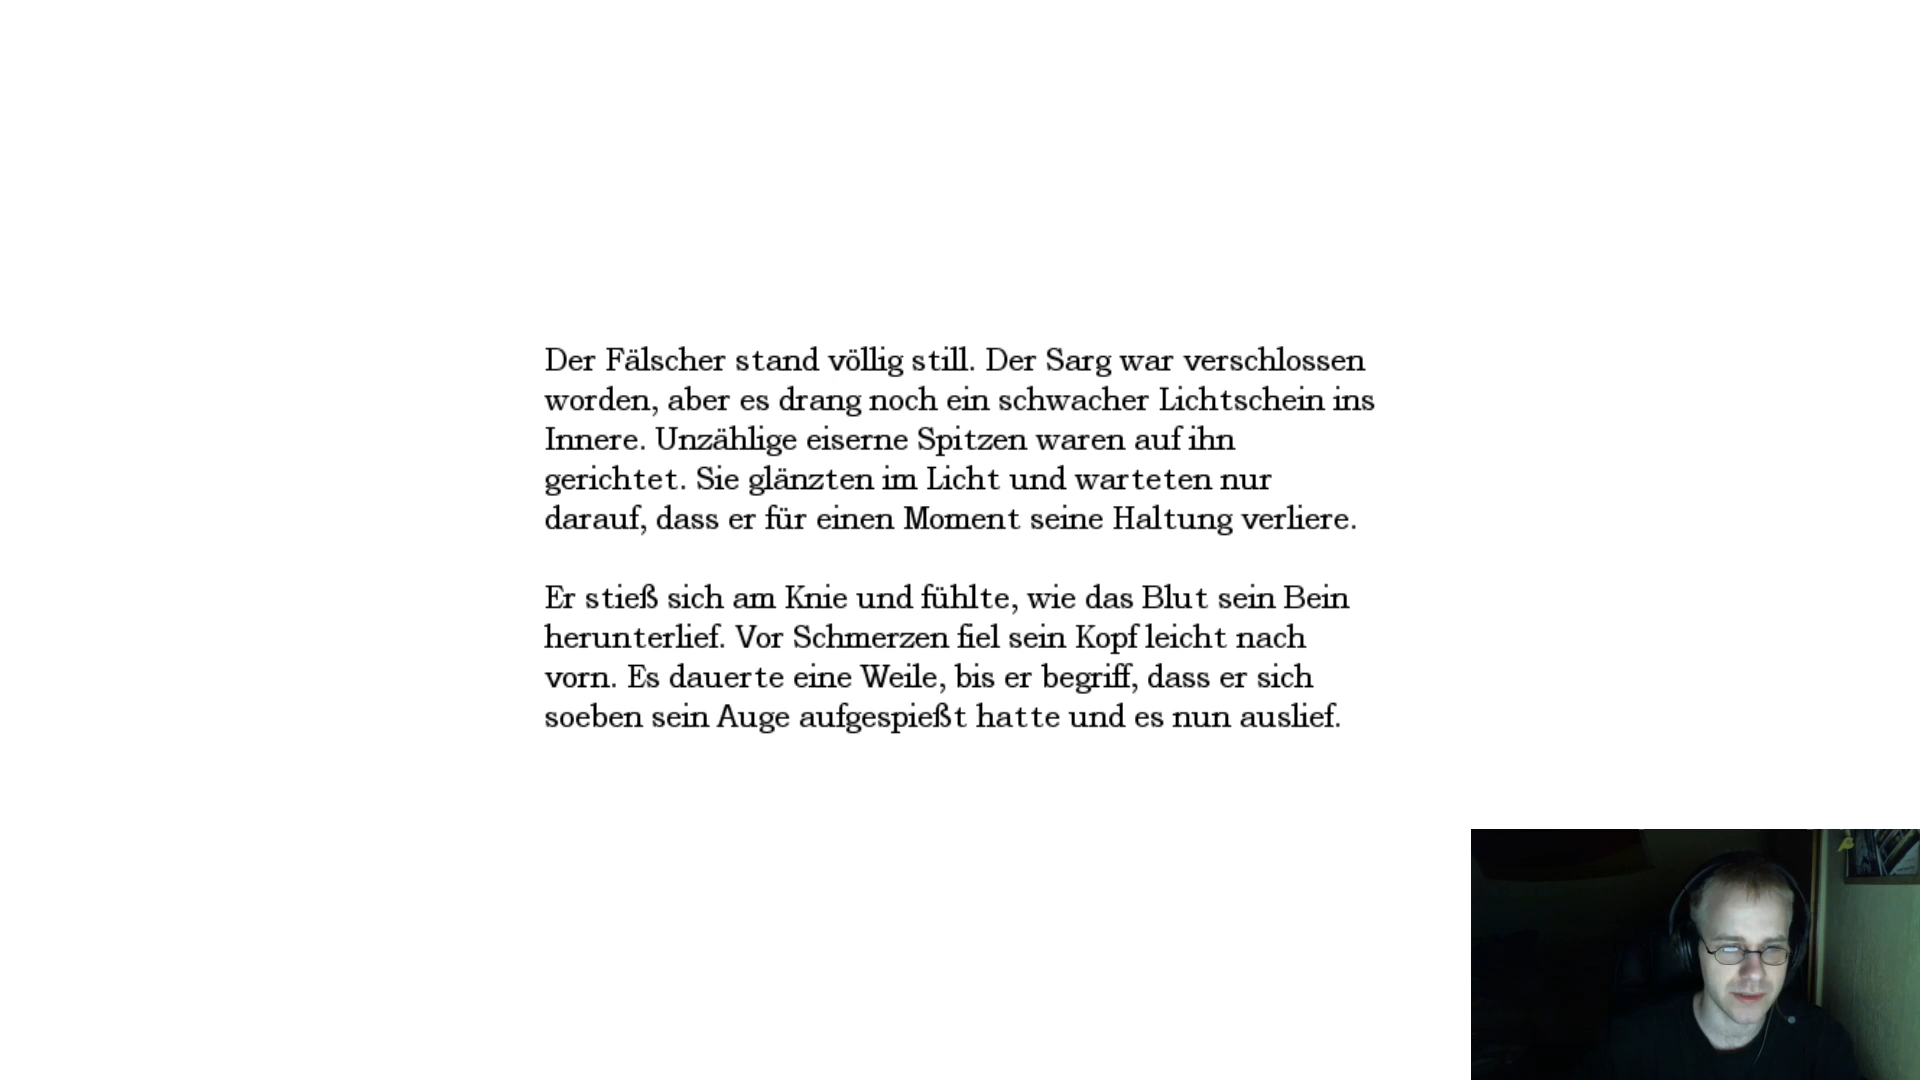 Der Fälscher stand völlig still. Der Sarg war verschlossen
worden, aber es drang noch ein schwacher Lichtschein ins
Innere. Unzählige eiserne Spitzen waren auf ihn
gerichtet. Sie glänzten im Licht und warteten nur
darauf, dass er für einen Moment seine Haltung verliere.
Er stieß sich am Knie und fühlte, wie das Blut sein Bein
herunterlief. Vor Schmerzen fiel sein Kopf leicht nach
vorn. Es dauerte eine Weile, bis er begriff, dass er sich
soeben sein Auge aufgespießt hatte und es nun auslief.